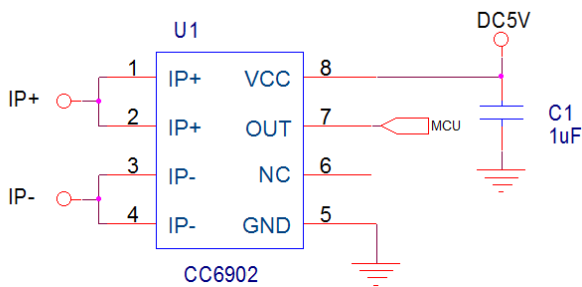 DC5V
U1
1 IP+ VCC 8
IP+
2 IP+ OUT 7 MCU
C1
1uF
3 IP- NC 6
IP-
4 IP- GND 5
CC6902